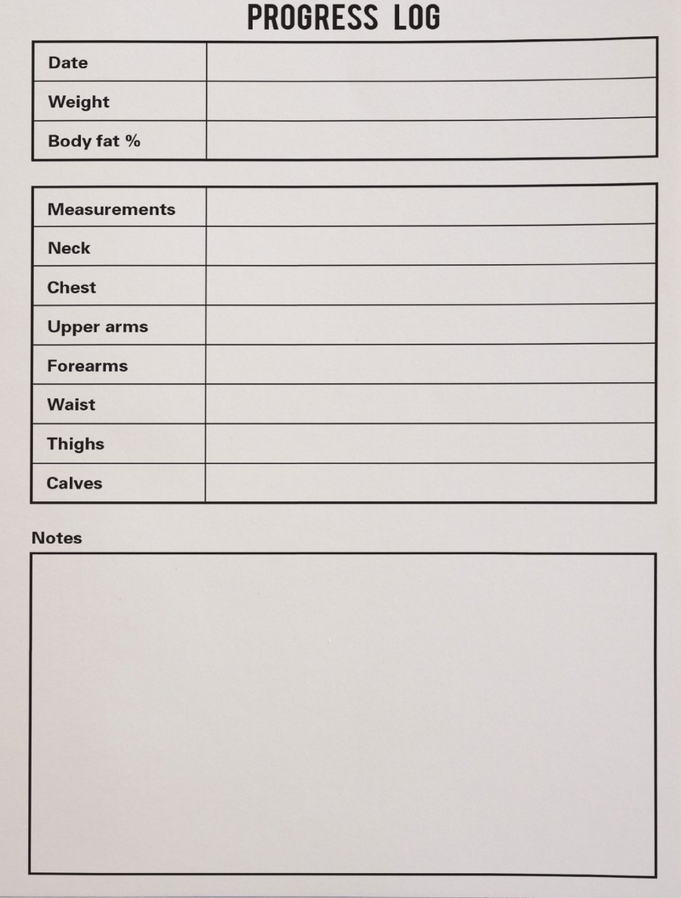 PROGRESS LOG
Date
Weight
Body fat %
Measurements
Neck
Chest
Upper arms
Forearms
Waist
Thighs
Calves
Notes